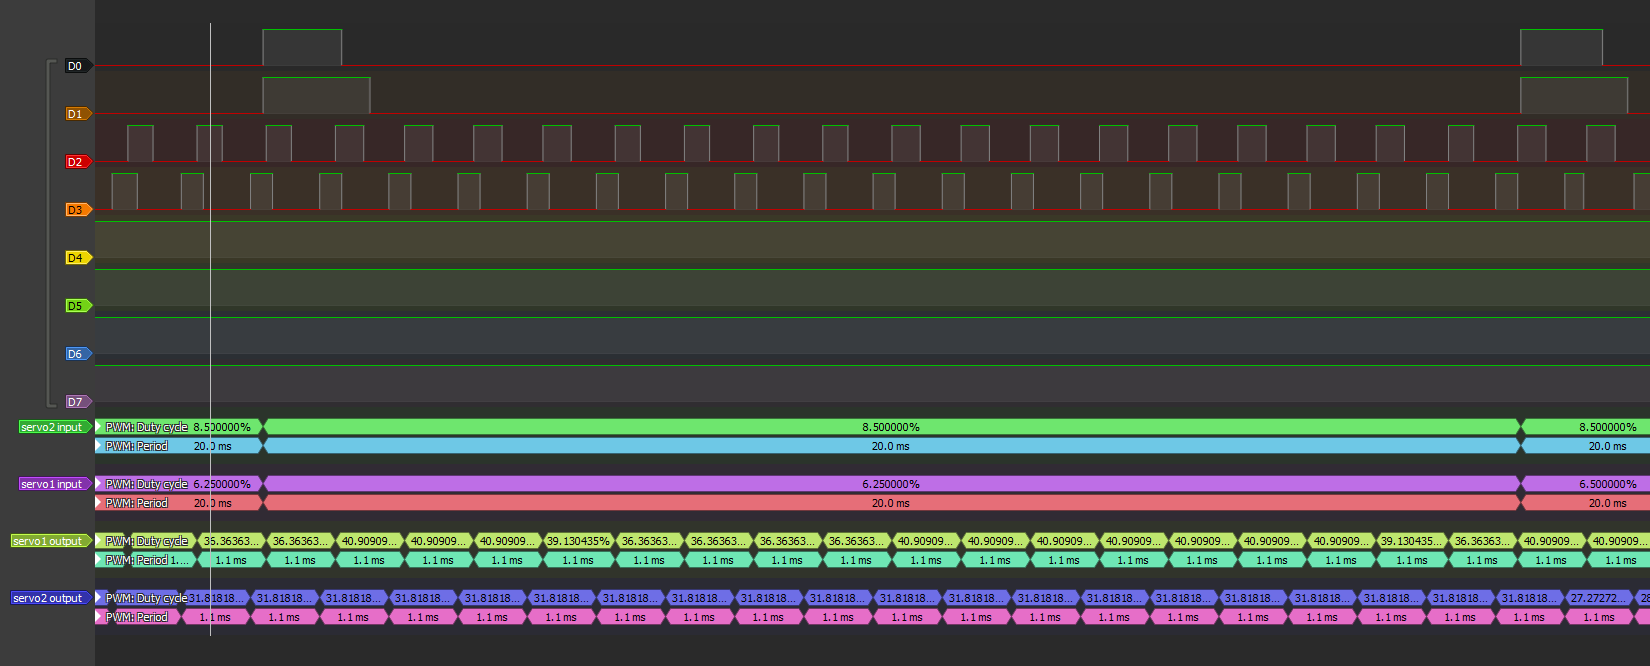 D0
D1
D2
D3
D4
D5
D6
D7
servo2 input PWM: Duty cycle 8.500000% 8.500000% 8.500000%
PWM: Period 20.0 ms 20.0 ms 20.0 ms
servo1 input PWM: Duty cycle 6.250000% 6.250000% 6.500000%
PWM: Period 20.0 ms 20.0 ms 20.0 ms
servo1 output PWM: Duty cycle 36.36363... 36.36363... 40.90909... 40.90909... 40.90909... 39.130435% 36.36363... 36.36363... 36.36363... 36.36363... 40.90909... 40.90909... 40.90909... 40.90909... 40.90909... 40.90909... 40.90909... 39.130435... 36.36363... 40.90909... 40.90909...
PWM: Period 1.... 1.1 ms 1.1 ms 1.1 ms 1.1 ms 1.1 ms 1.1 ms 1.1 ms 1.1 ms 1.1 ms 1.1 ms 1.1 ms 1.1 ms 1.1 ms 1.1 ms 1.1 ms 1.1 ms 1.1 ms 1.1 ms 1.1 ms 1.1 ms 1.1 ms
servo2 output PWM: Duty cycle 31.81818... 31.81818... 31.81818... 31.81818... 31.81818... 31.81818... 31.81818... 31.81818... 31.81818... 31.81818... 31.81818... 31.81818... 31.81818... 31.81818... 31.81818... 31.81818... 31.81818... 31.81818... 31.81818... 31.81818... 27.27272... 28
PWM: Period 1.1 ms 1.1 ms 1.1 ms 1.1 ms 1.1 ms 1.1 ms 1.1 ms 1.1 ms 1.1 ms 1.1 ms 1.1 ms 1.1 ms 1.1 ms 1.1 ms 1.1 ms 1.1 ms 1.1 ms 1.1 ms 1.1 ms 1.1 ms 1.1 ms